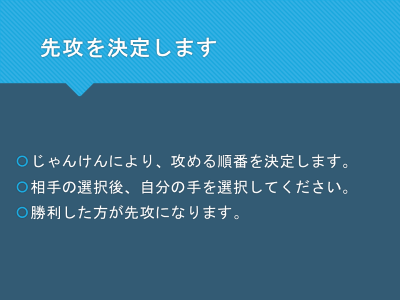 先攻を決定します
じゃんけんにより、攻める順番を決定します。
相手の選択後、自分の手を選択してください。
勝利した方が先攻になります。